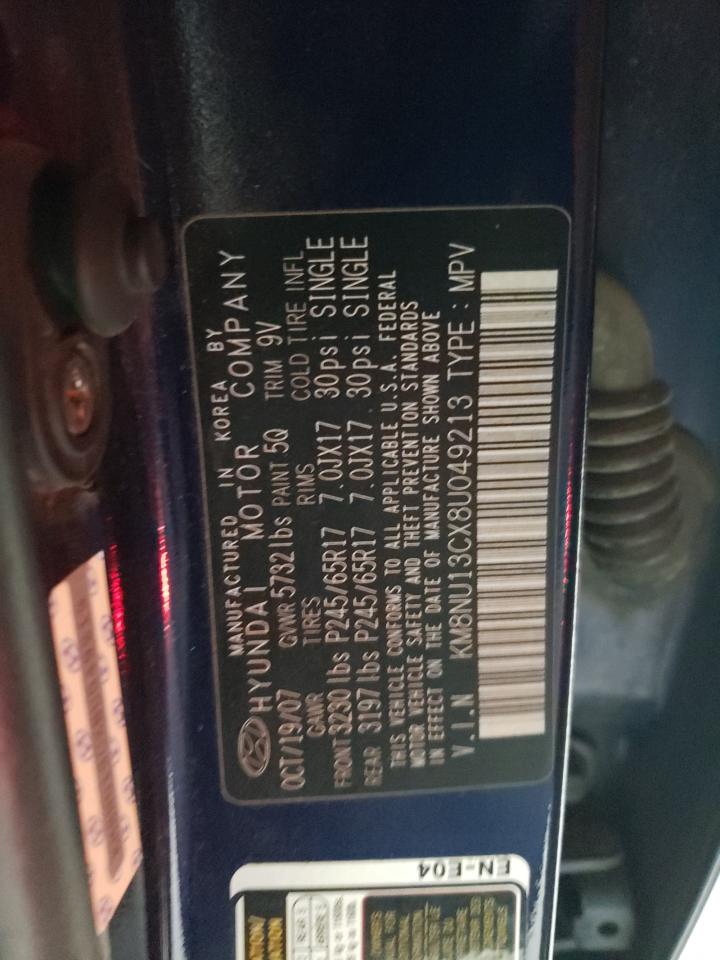 MANUFACTURED IN KOREA BY
HYUNDAI MOTOR COMPANY
OCT/19/07 GVWR 5732 lbs PAINT 5Q TRIM 9V
GAWR TIRES RIMS COLD TIRE INFL
FRONT 3230 lbs P245/65R17 7.0JX17 30psi SINGLE
REAR 3197 lbs P245/65R17 7.0JX17 30psi SINGLE
THIS VEHICLE CONFORMS TO ALL APPLICABLE U.S.A. FEDERAL
MOTOR VEHICLE SAFETY AND THEFT PREVENTION STANDARDS
IN EFFECT ON THE DATE OF MANUFACTURE SHOWN ABOVE
V.I.N KM8NU13CX8U049213 TYPE : MPV
EN-E04